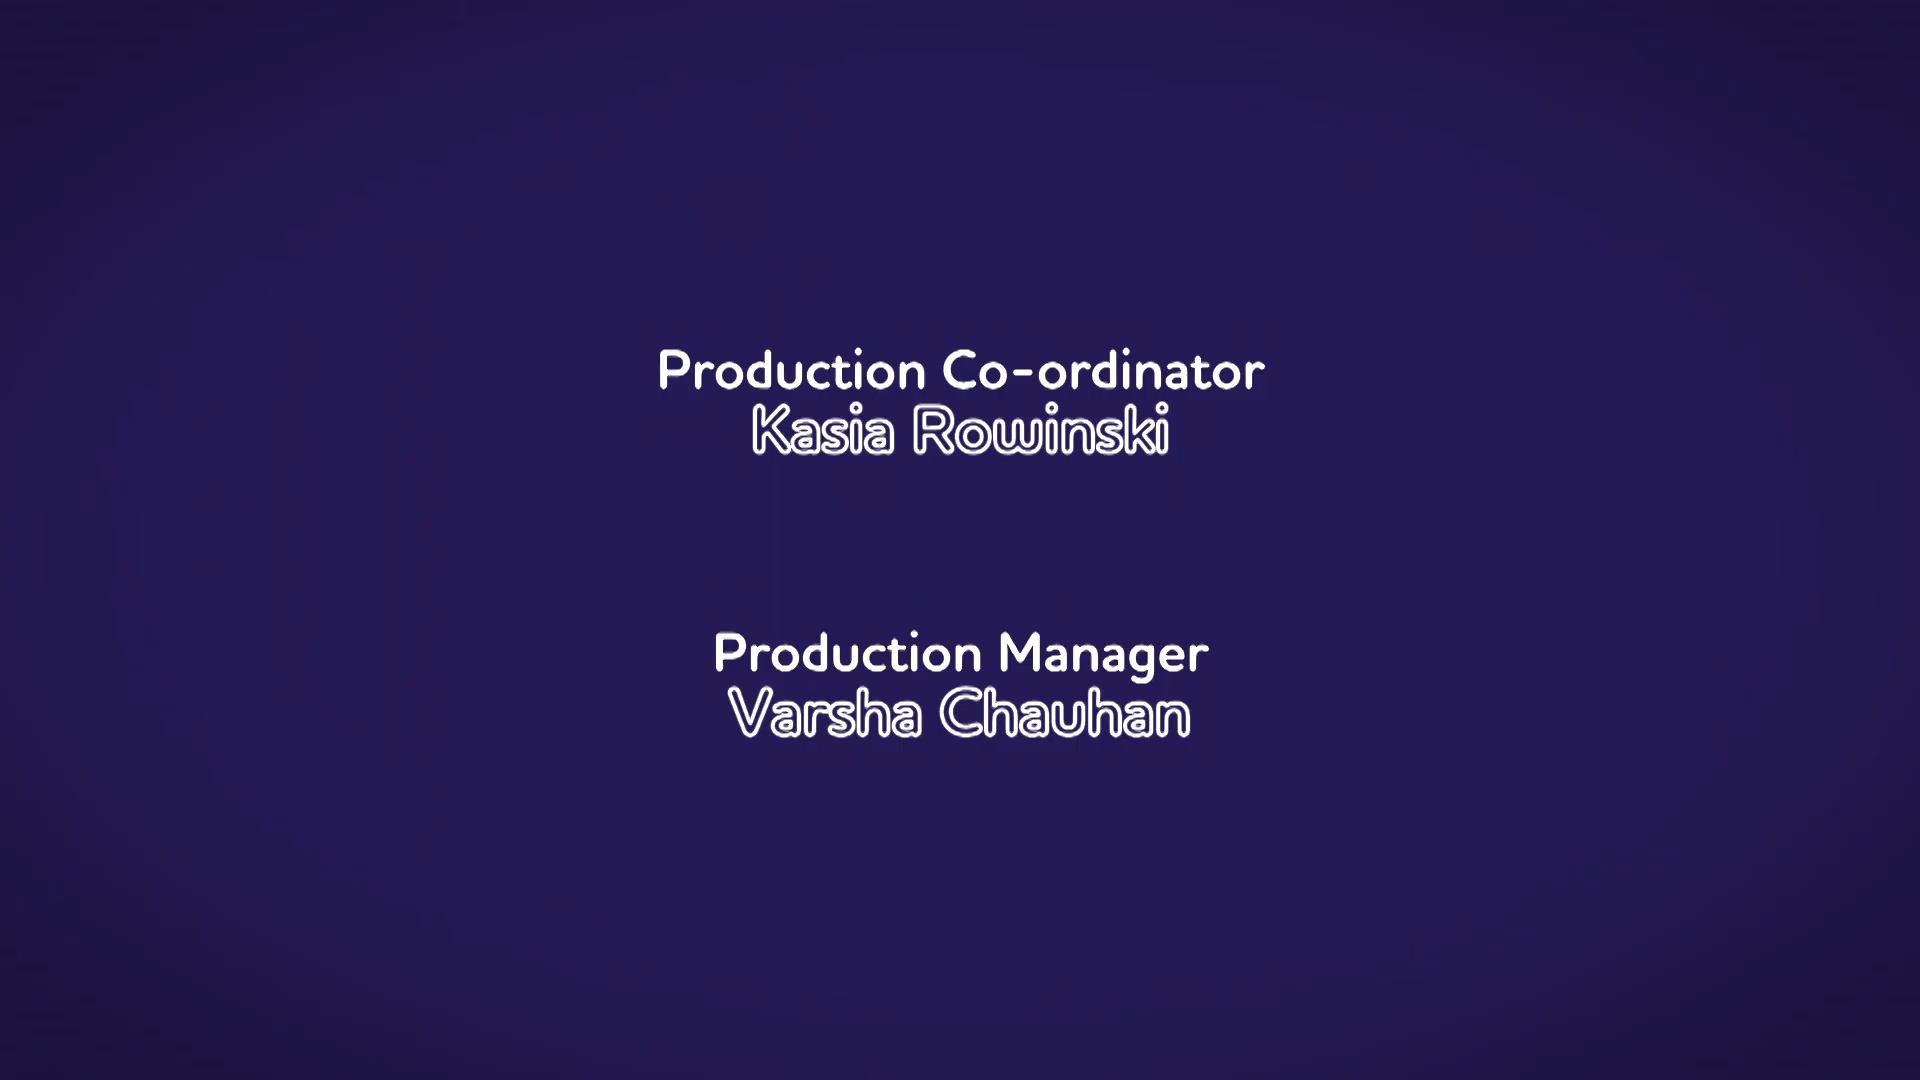 Production Co-ordinator
Kasia Rowinski
Production Manager
Varsha Chauhan